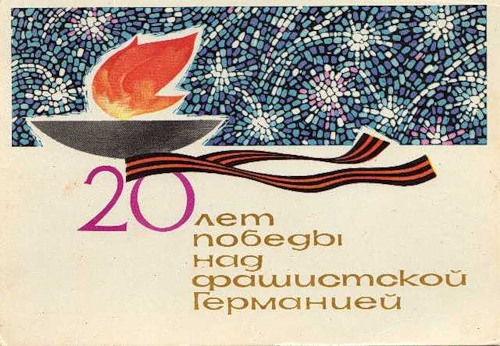 20 лет
победы
над
фашистской
Германией